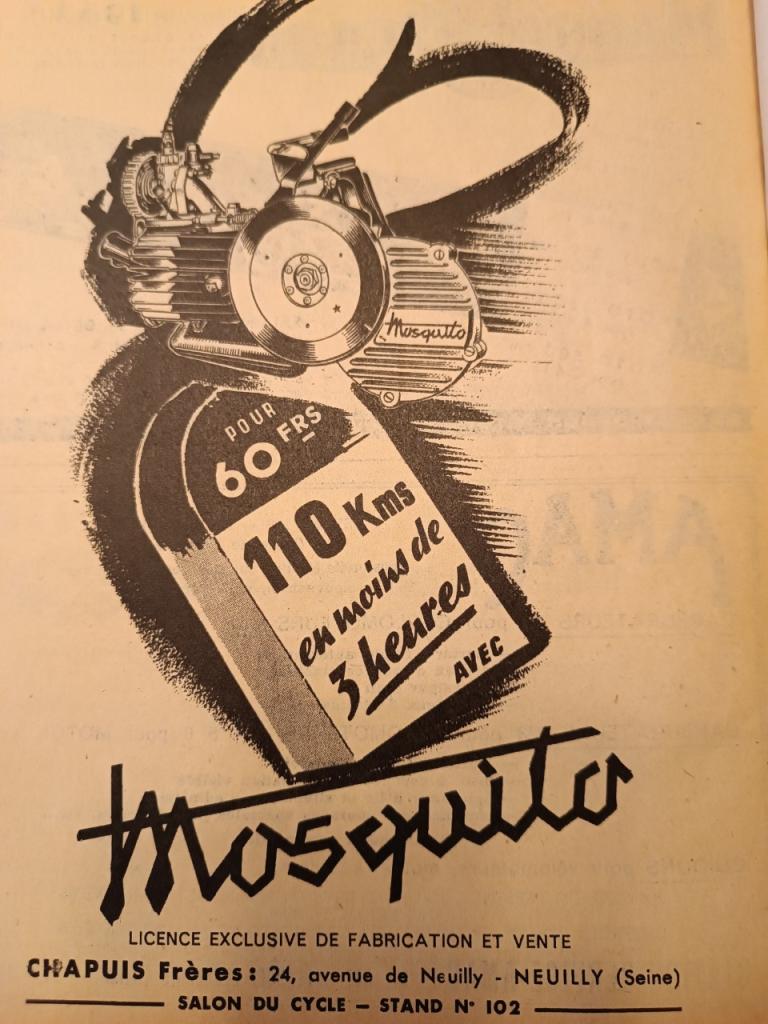 Mosquito
POUR
60 FRS
110 Kms
en moins de
3 heures
AVEC
Mosquito
LICENCE EXCLUSIVE DE FABRICATION ET VENTE
CHAPUIS Frères : 24, avenue de Neuilly - NEUILLY (Seine)
SALON DU CYCLE — STAND N° 102